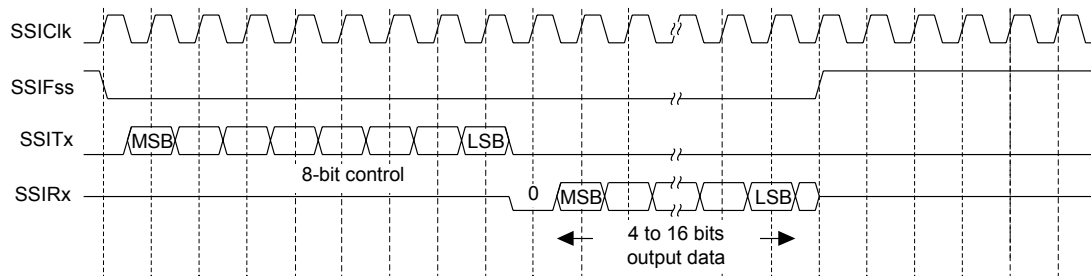 SSIClk
SSIFss
SSITx
MSB
LSB
8-bit control
SSIRx
0
MSB
LSB
4 to 16 bits
output data